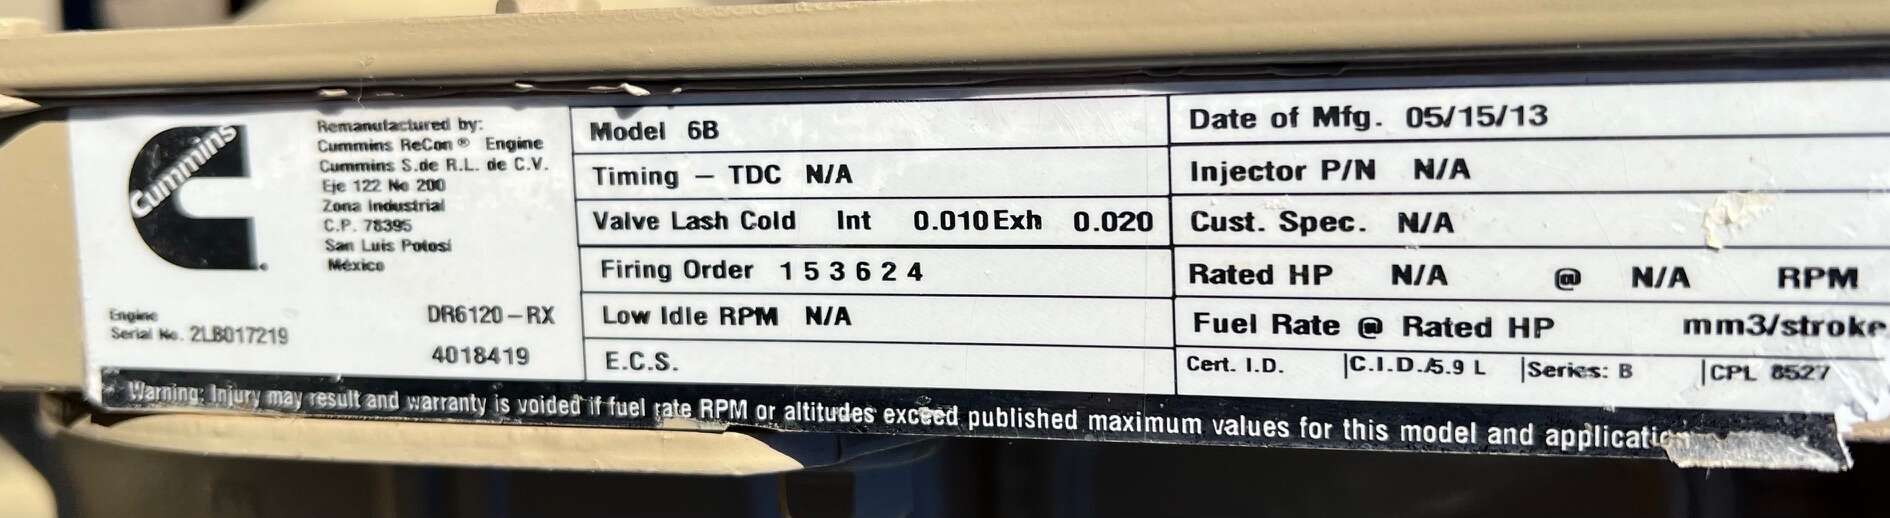 Cummins
Remanufactured by:
Cummins ReCon® Engine
Cummins S.de R.L. de C.V.
Eje 122 No 200
Zona Industrial
C.P. 78395
San Luis Potosí
México
Engine
Serial No. 2LB017219
DR6120-RX
4018419
Model 6B
Timing - TDC N/A
Valve Lash Cold Int 0.010 Exh 0.020
Firing Order 1 5 3 6 2 4
Low Idle RPM N/A
E.C.S.
Date of Mfg. 05/15/13
Injector P/N N/A
Cust. Spec. N/A
Rated HP N/A @ N/A RPM
Fuel Rate @ Rated HP mm3/stroke
Cert. I.D. |C.I.D./5.9 L |Series: B |CPL 8527
Warning: Injury may result and warranty is voided if fuel rate RPM or altitudes exceed published maximum values for this model and application